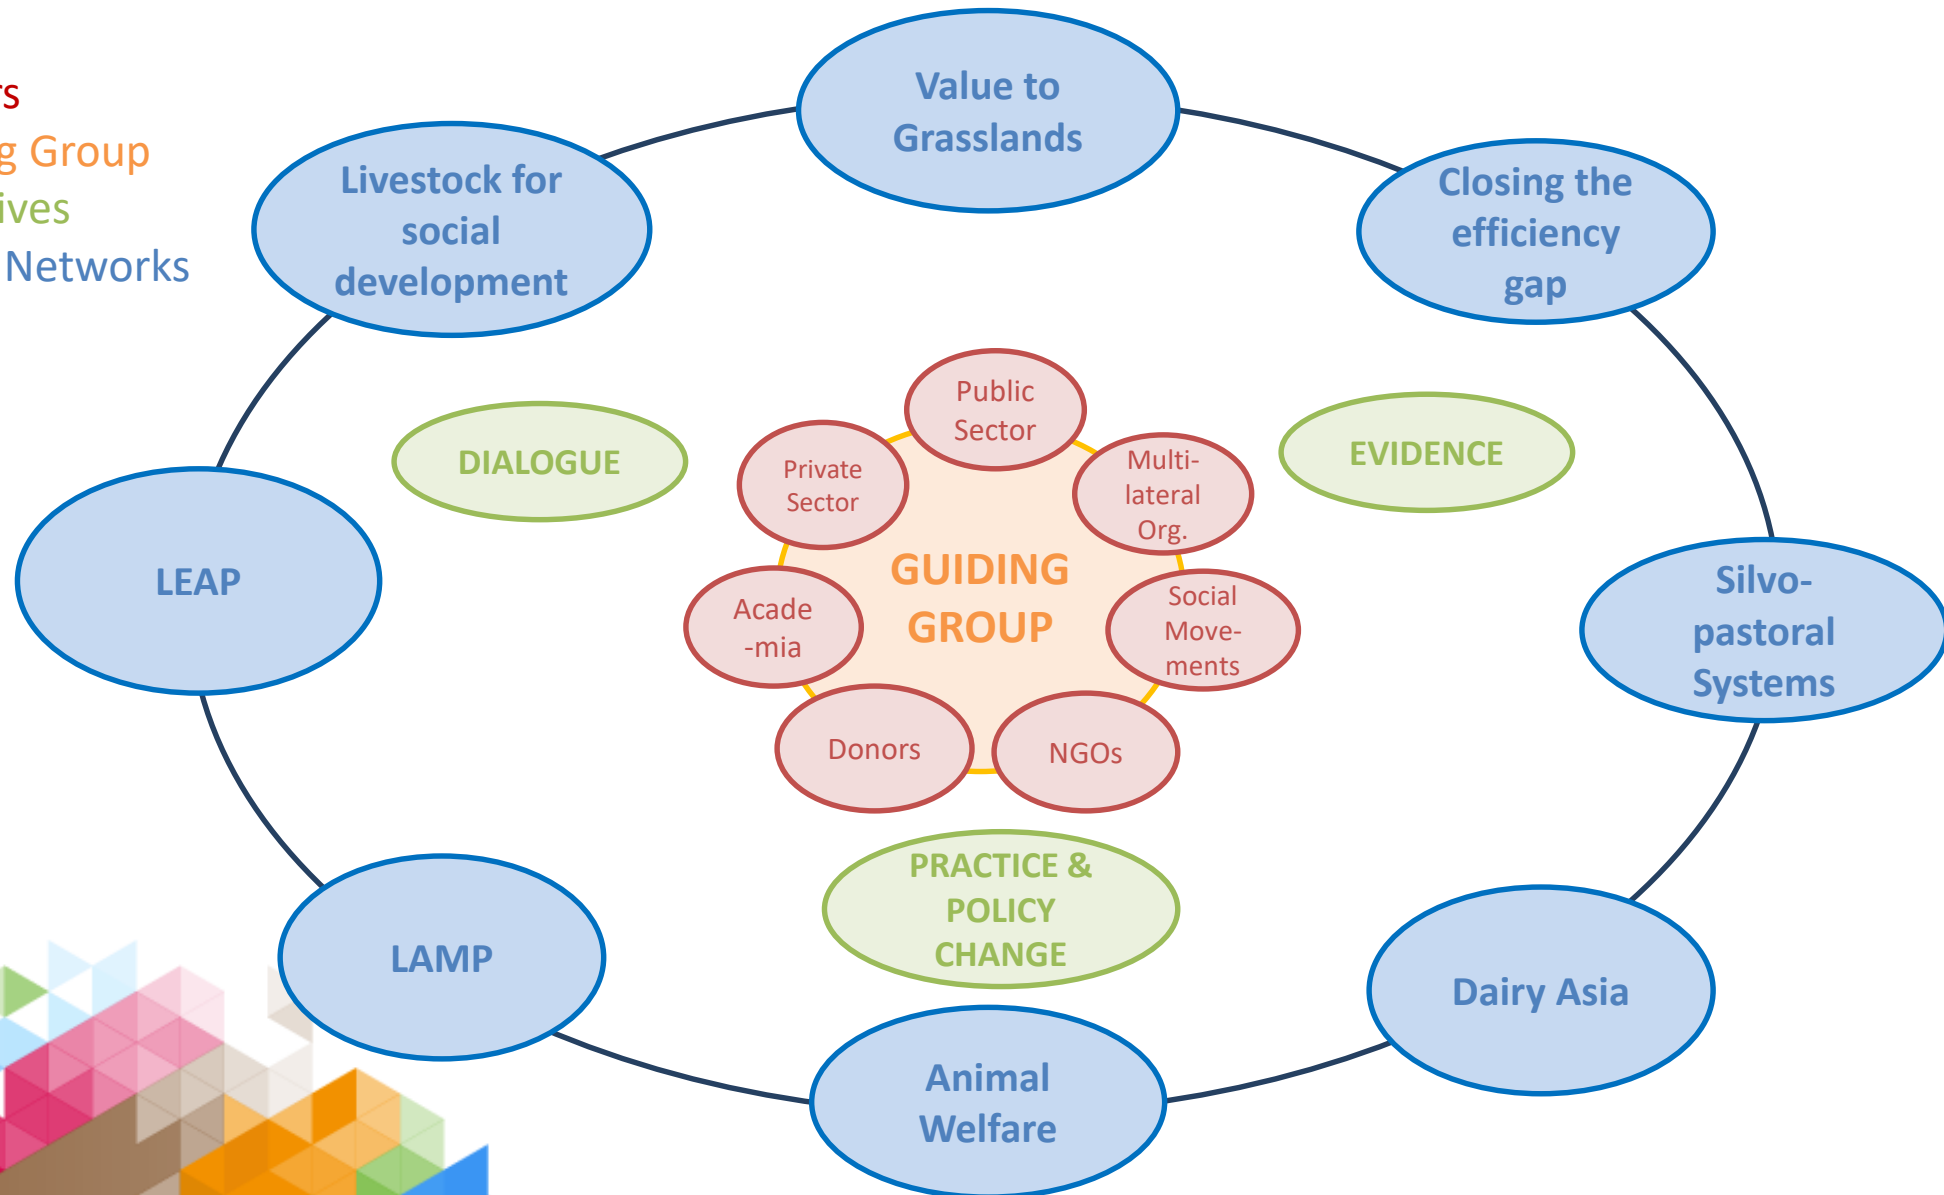 rs
g Group
ives
Networks
Value to
Grasslands
Livestock for
social
development
Closing the
efficiency
gap
Public
Sector
DIALOGUE
EVIDENCE
Private
Sector
Multi-
lateral
Org.
GUIDING
GROUP
LEAP
Acade
-mia
Social
Move-
ments
Silvo-
pastoral
Systems
Donors
NGOs
PRACTICE &
POLICY
CHANGE
LAMP
Dairy Asia
Animal
Welfare